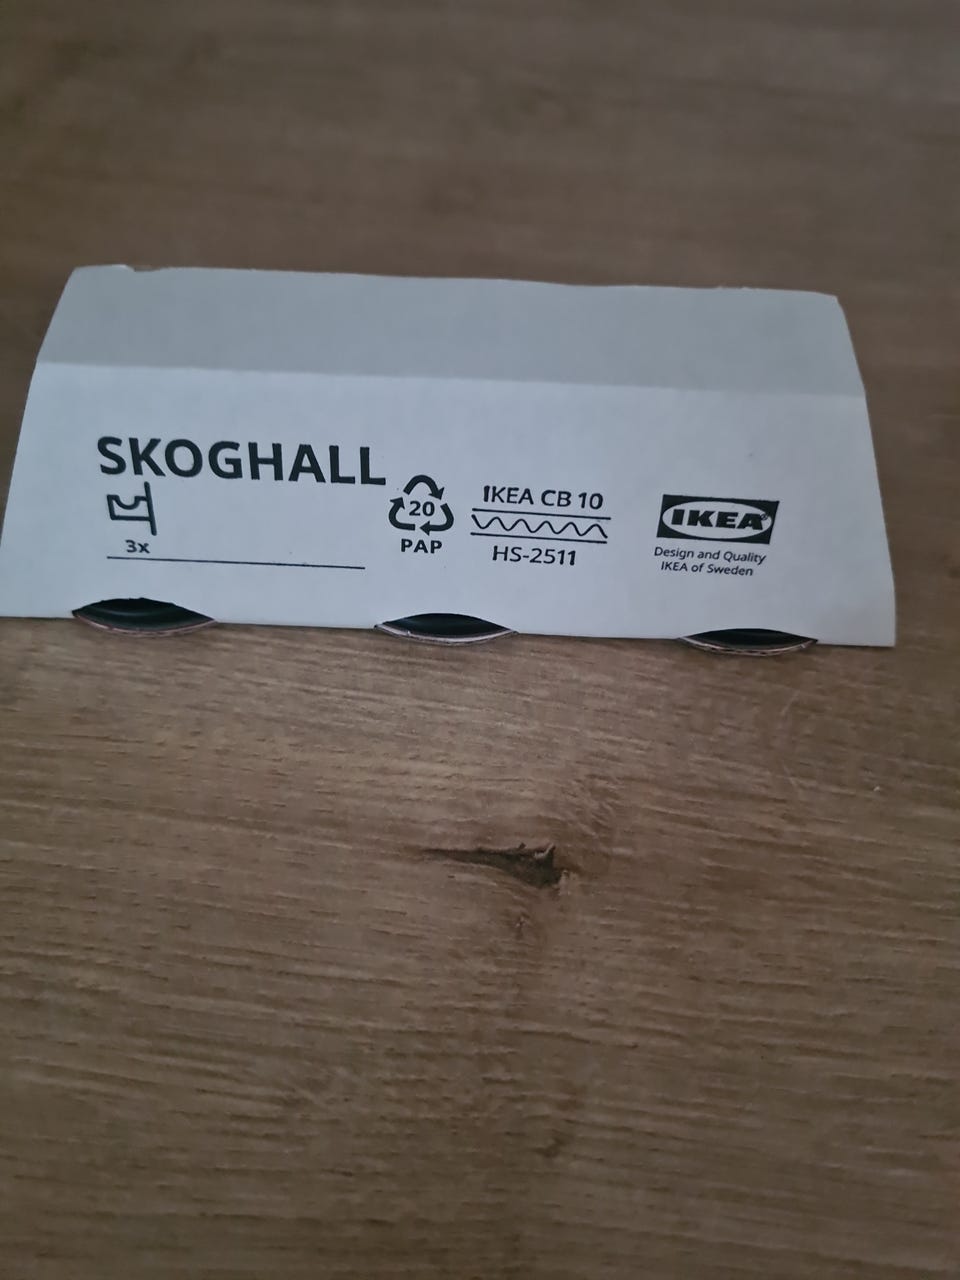 SKOGHALL
3x
20
PAP
IKEA CB 10
HS-2511
IKEA®
Design and Quality
IKEA of Sweden